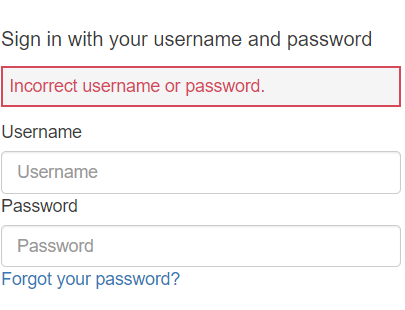 Sign in with your username and password
Incorrect username or password.
Username
Username
Password
Password
Forgot your password?